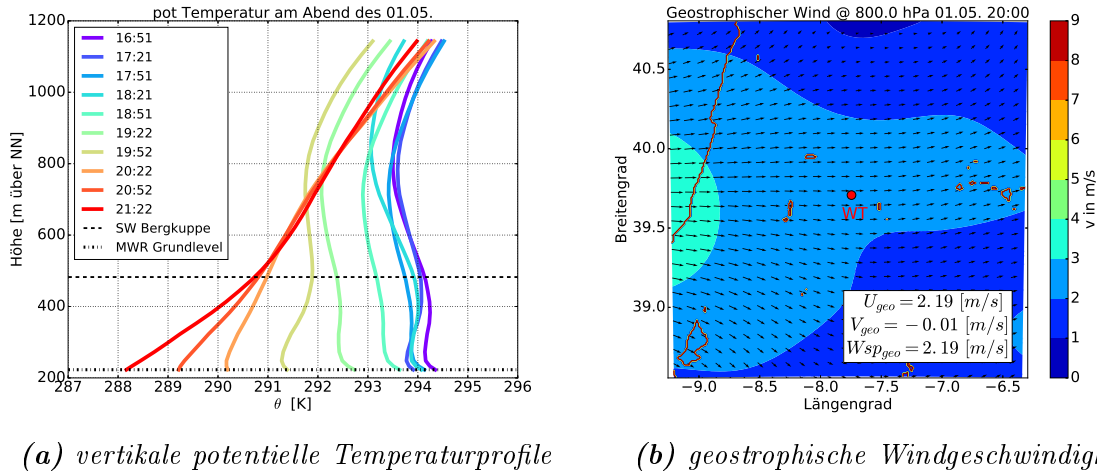 pot Temperatur am Abend des 01.05.
1200
1000
800
600
400
200
Höhe [m über NN]
16:51
17:21
17:51
18:21
18:51
19:22
19:52
20:22
20:52
21:22
SW Bergkuppe
MWR Grundlevel
287 288 289 290 291 292 293 294 295 296
θ [K]
(a) vertikale potentielle Temperaturprofile
Geostrophischer Wind @ 800.0 hPa 01.05. 20:00
40.5
40.0
39.5
39.0
Breitengrad
WT
U_geo = 2.19 [m/s]
V_geo = −0.01 [m/s]
Wsp_geo = 2.19 [m/s]
−9.0 −8.5 −8.0 −7.5 −7.0 −6.5
Längengrad
9
8
7
6
5
4
3
2
1
0
v in m/s
(b) geostrophische Windgeschwindigk